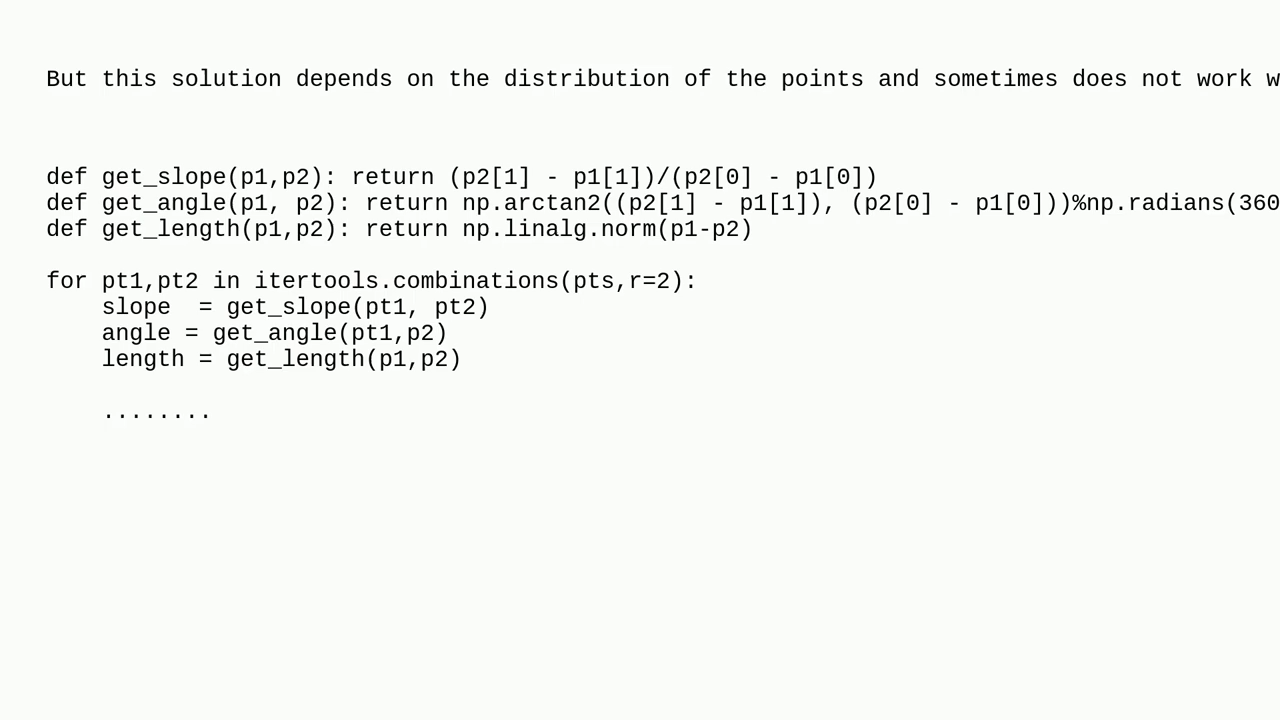 But this solution depends on the distribution of the points and sometimes does not work
def get_slope(p1,p2): return (p2[1] - p1[1])/(p2[0] - p1[0])
def get_angle(p1, p2): return np.arctan2((p2[1] - p1[1]), (p2[0] - p1[0]))%np.radians(360
def get_length(p1,p2): return np.linalg.norm(p1-p2)
for pt1,pt2 in itertools.combinations(pts,r=2):
    slope  = get_slope(pt1, pt2)
    angle = get_angle(pt1,p2)
    length = get_length(p1,p2)
    ........